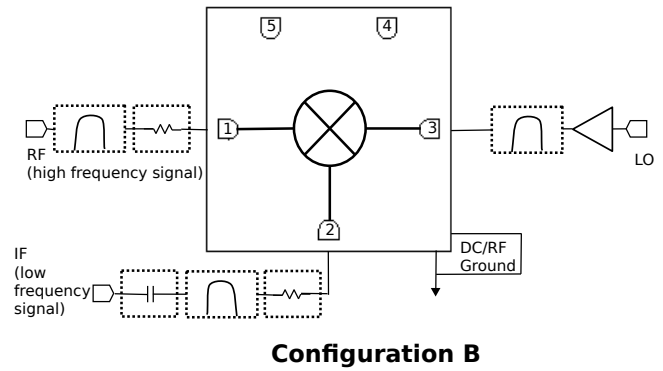 5
4
1
3
RF
(high frequency signal)
LO
2
IF
(low
frequency
signal)
DC/RF
Ground
Configuration B